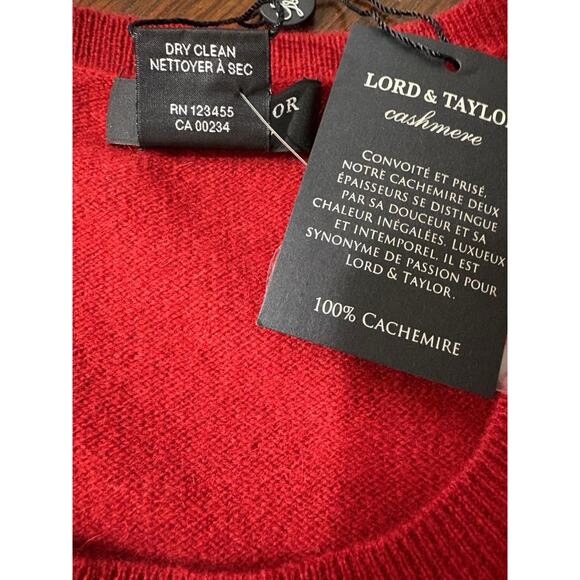 DRY CLEAN
NETTOYER À SEC
RN 123455
CA 00234
OR
LORD & TAYLO
cashmere
CONVOITÉ ET PRISÉ,
NOTRE CACHEMIRE DEUX
ÉPAISSEURS SE DISTINGUE
PAR SA DOUCEUR ET SA
CHALEUR INÉGALÉES. LUXUEUX
ET INTEMPOREL, IL EST
SYNONYME DE PASSION POUR
LORD & TAYLOR.
100% CACHEMIRE